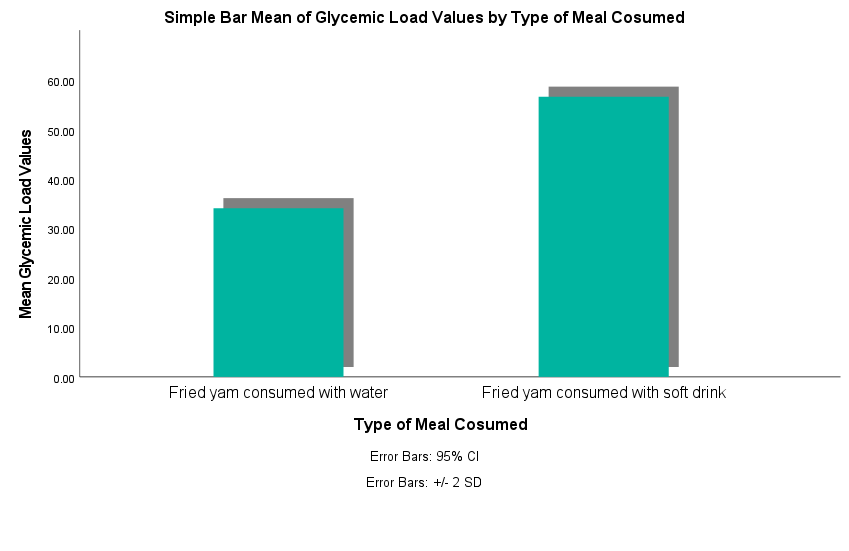 Simple Bar Mean of Glycemic Load Values by Type of Meal Cosumed
Mean Glycemic Load Values
60.00
50.00
40.00
30.00
20.00
10.00
0.00
Fried yam consumed with water
Fried yam consumed with soft drink
Type of Meal Cosumed
Error Bars: 95% CI
Error Bars: +/- 2 SD